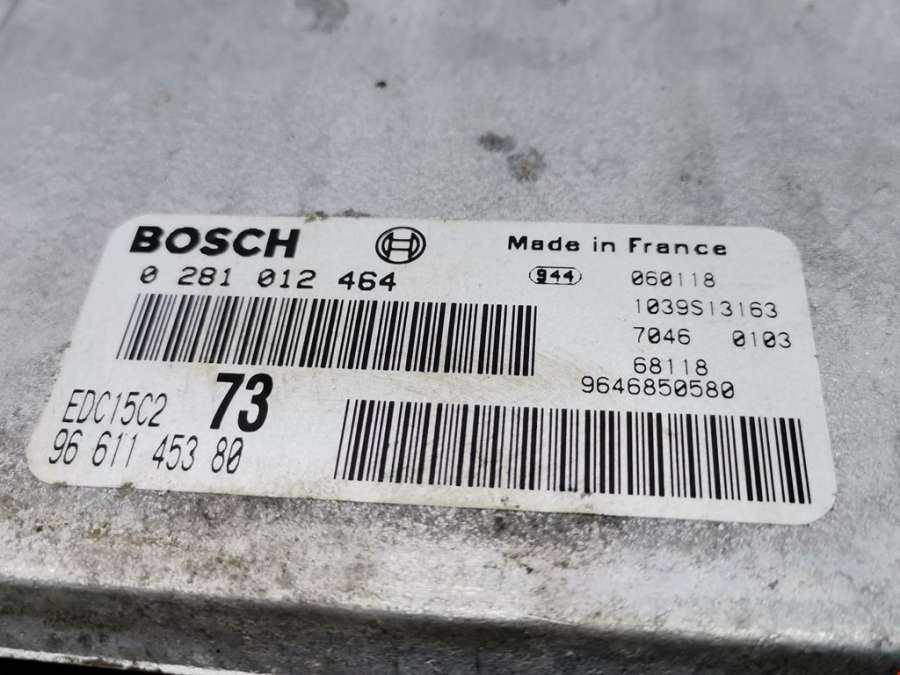 BOSCH Made in France
0 281 012 464 944 060118
1039S13163
7046 0103
68118
9646850580
EDC15C2 73
96 611 453 80